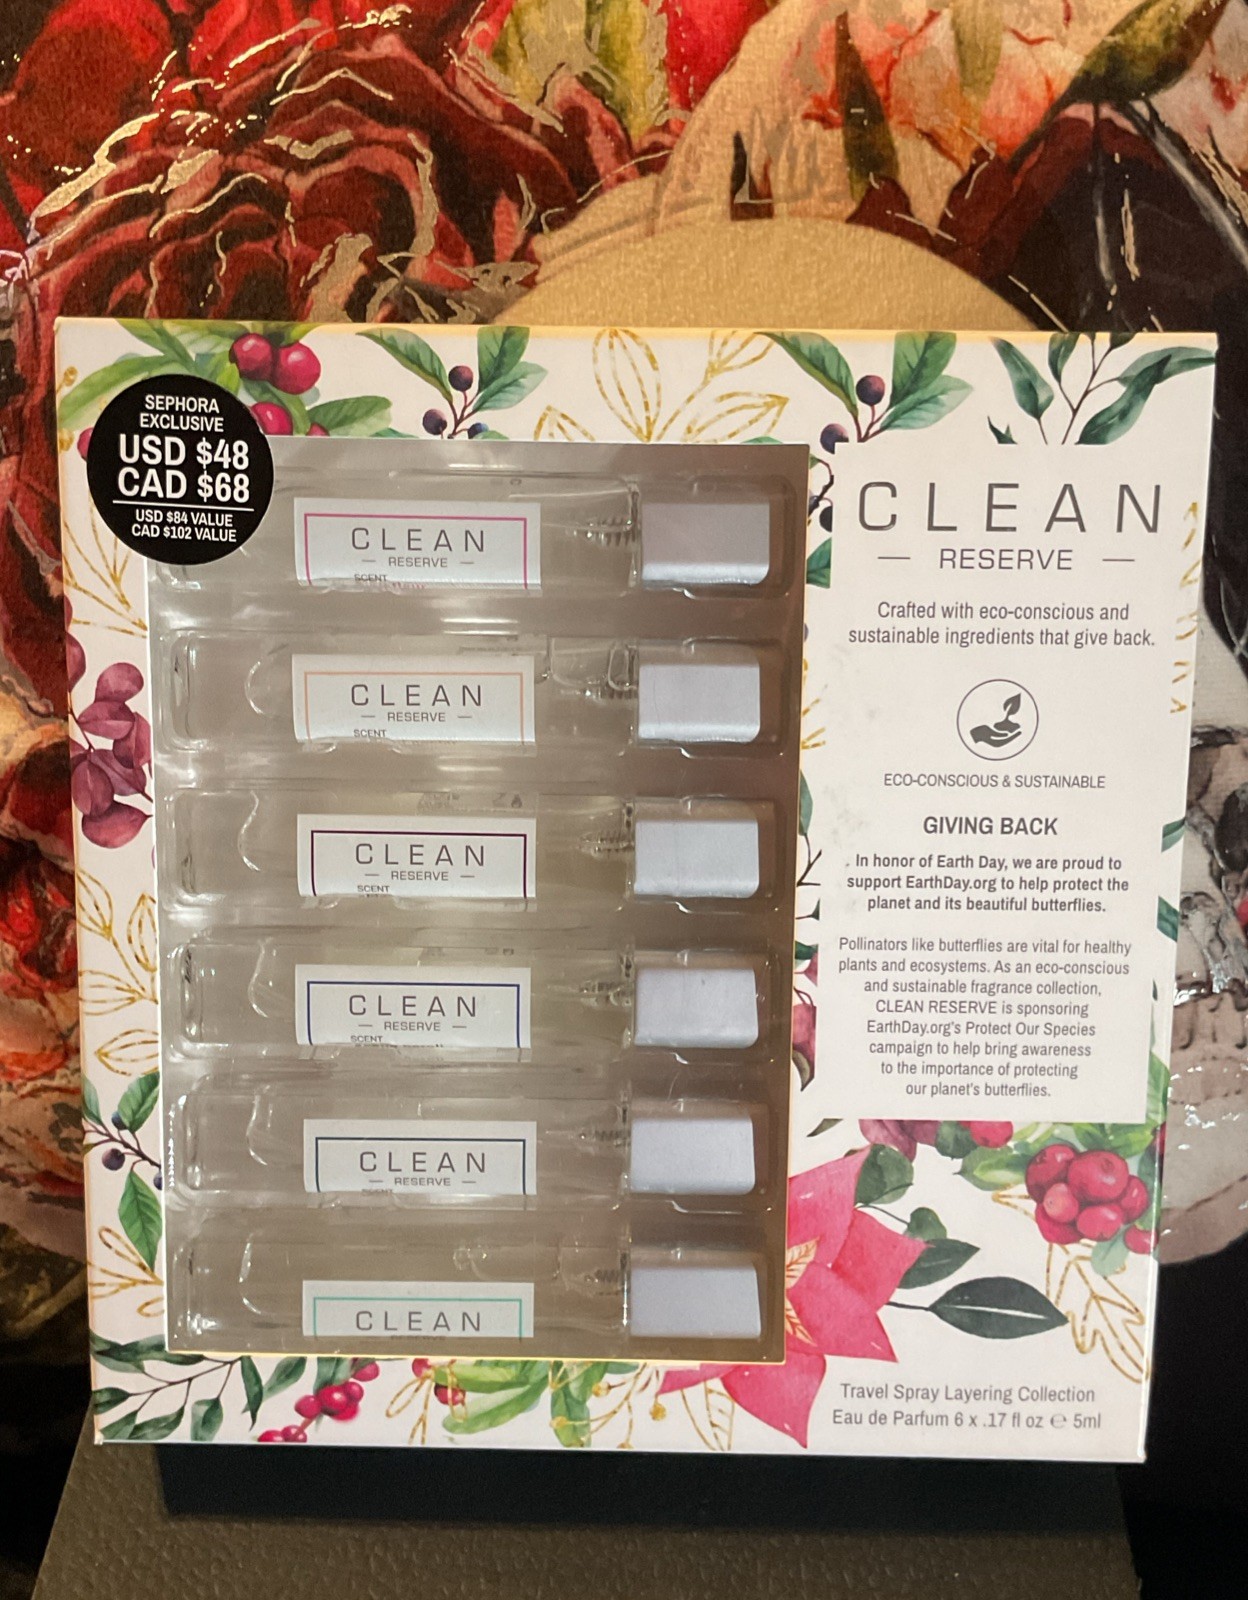 SEPHORA
EXCLUSIVE
USD $48
CAD $68
USD $84 VALUE
CAD $102 VALUE
CLEAN
— RESERVE —
SCENT
CLEAN
— RESERVE —
SCENT
CLEAN
— RESERVE —
SCENT
CLEAN
— RESERVE —
SCENT
CLEAN
— RESERVE —
SCENT
CLEAN
CLEAN
— RESERVE —
Crafted with eco-conscious and
sustainable ingredients that give back.
ECO-CONSCIOUS & SUSTAINABLE
GIVING BACK
In honor of Earth Day, we are proud to
support EarthDay.org to help protect the
planet and its beautiful butterflies.
Pollinators like butterflies are vital for healthy
plants and ecosystems. As an eco-conscious
and sustainable fragrance collection,
CLEAN RESERVE is sponsoring
EarthDay.org's Protect Our Species
campaign to help bring awareness
to the importance of protecting
our planet's butterflies.
Travel Spray Layering Collection
Eau de Parfum 6 x .17 fl oz ℮ 5ml